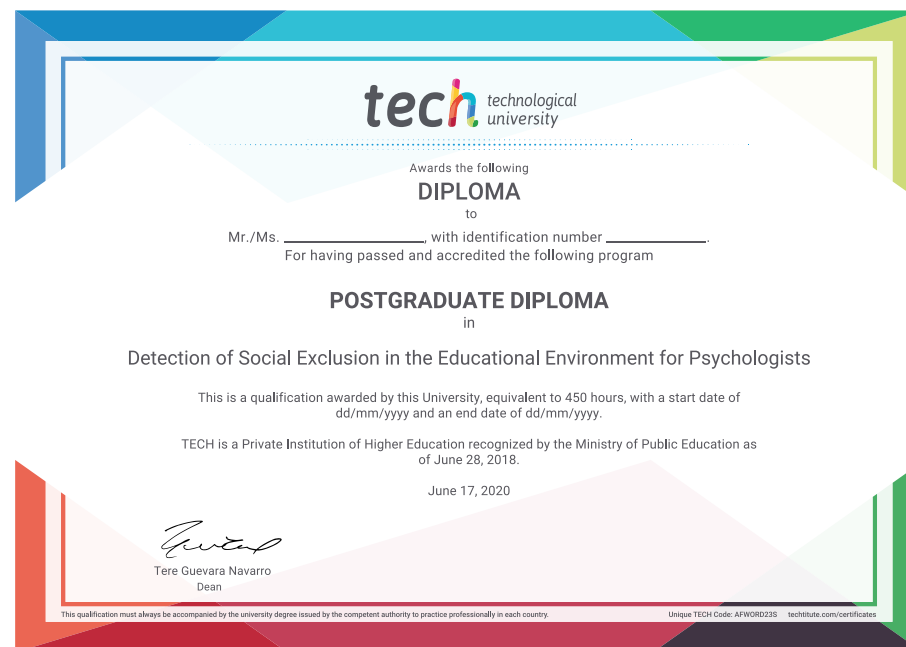 tech technological
university
Awards the following
DIPLOMA
to
Mr./Ms. ________________, with identification number ____________.
For having passed and accredited the following program
POSTGRADUATE DIPLOMA
in
Detection of Social Exclusion in the Educational Environment for Psychologists
This is a qualification awarded by this University, equivalent to 450 hours, with a start date of
dd/mm/yyyy and an end date of dd/mm/yyyy.
TECH is a Private Institution of Higher Education recognized by the Ministry of Public Education as
of June 28, 2018.
June 17, 2020
Tere Guevara Navarro
Dean
This qualification must always be accompanied by the university degree issued by the competent authority to practice professionally in each country. Unique TECH Code: AFWORD23S techtitute.com/certificates